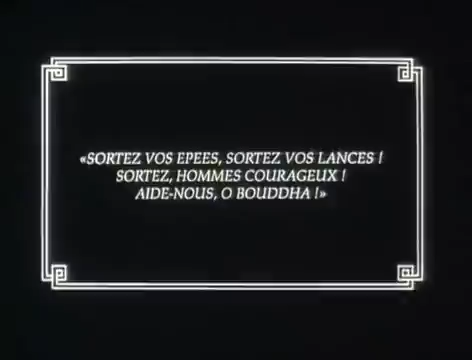 «SORTEZ VOS EPEES, SORTEZ VOS LANCES !
SORTEZ, HOMMES COURAGEUX !
AIDE-NOUS, O BOUDDHA !»